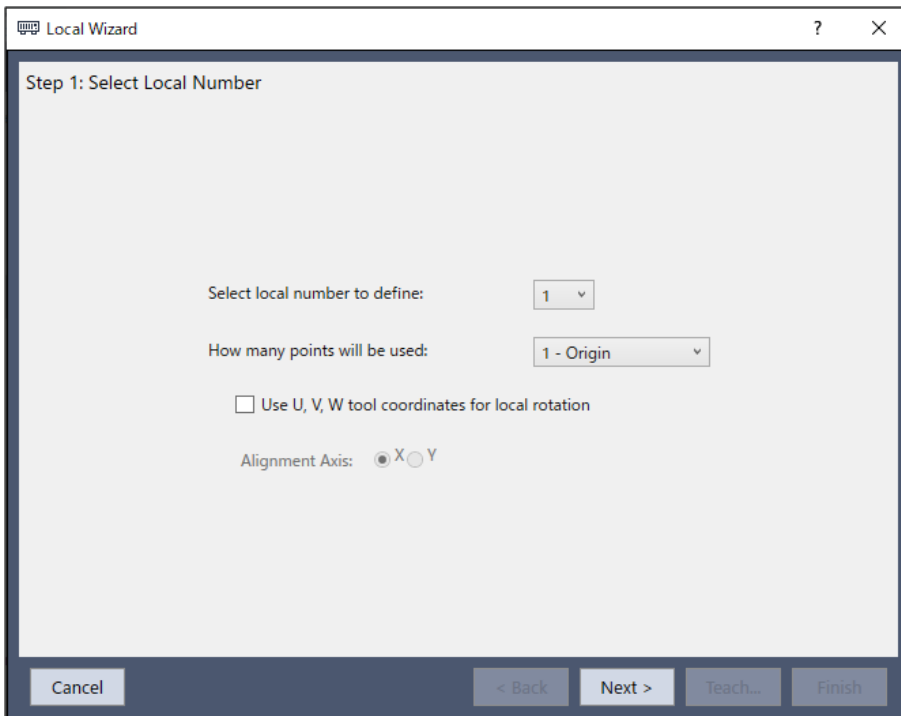 Local Wizard ?
Step 1: Select Local Number
Select local number to define: 1
How many points will be used: 1 - Origin
Use U, V, W tool coordinates for local rotation
Alignment Axis: X Y
Cancel < Back Next > Teach... Finish